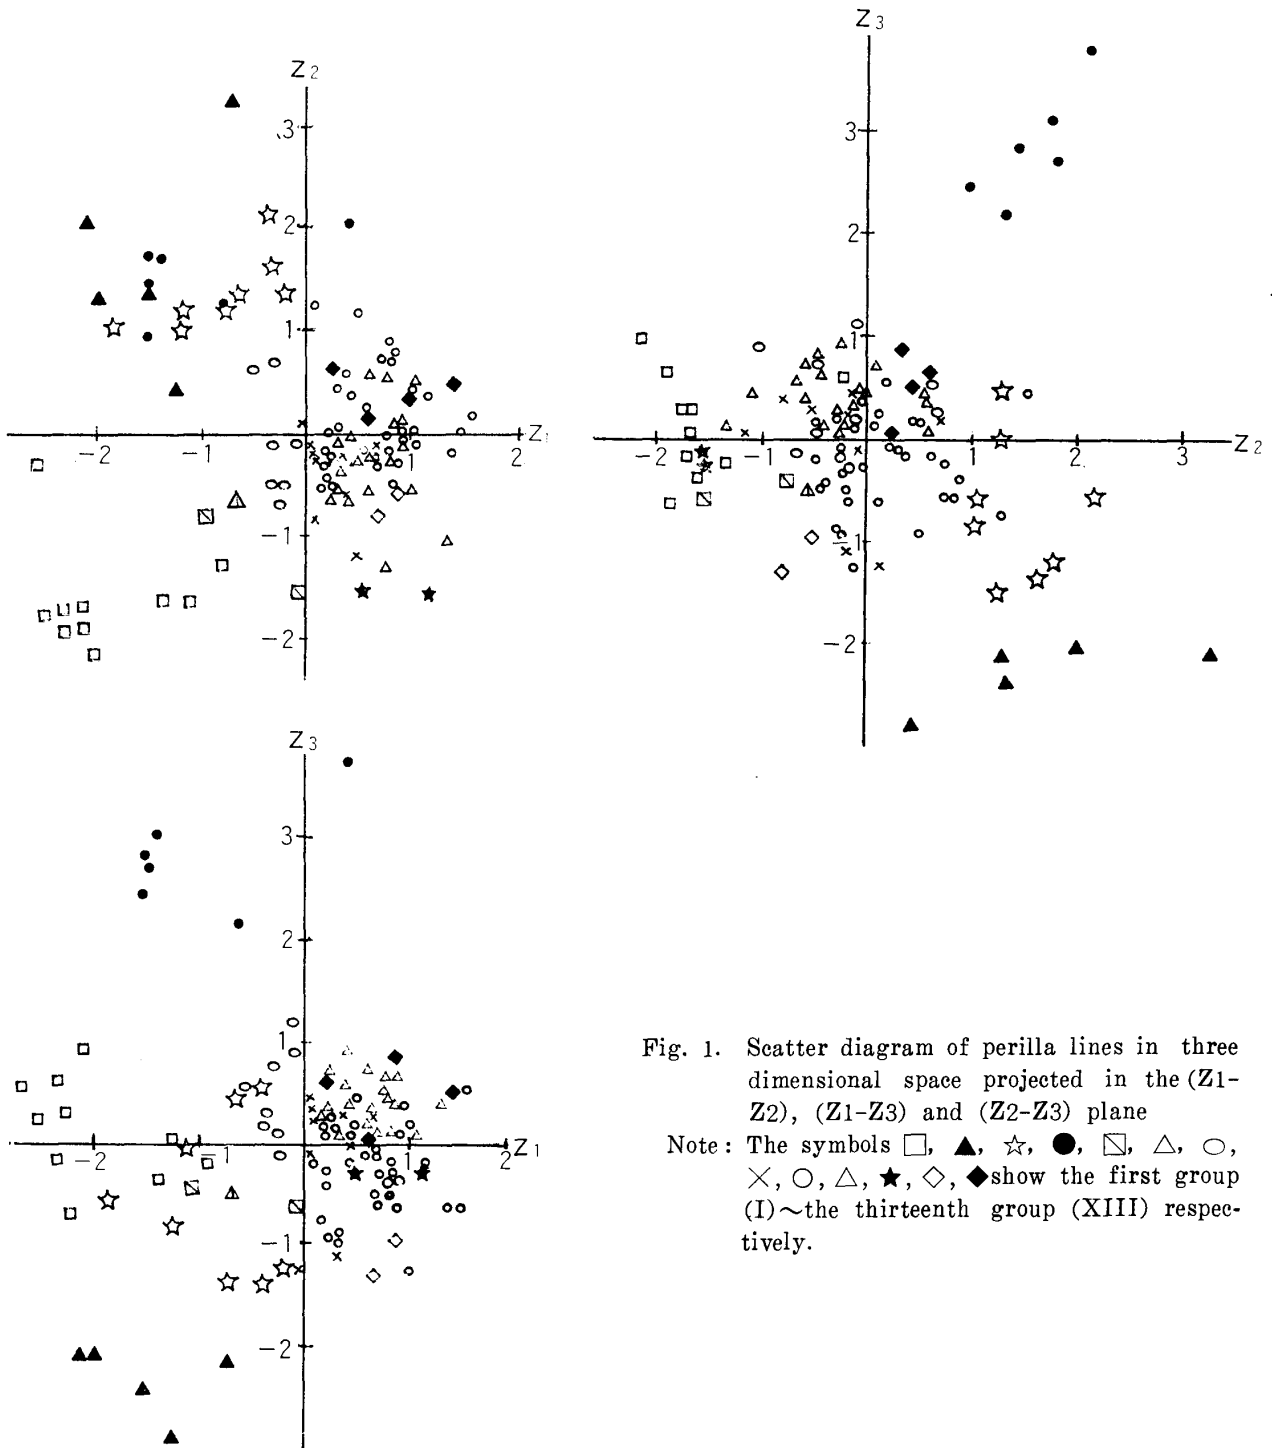 Z2
3
2
1
-2
-1
1
2
Z1
-1
-2
Z3
3
2
1
-2
-1
1
2
3
Z2
-1
-2
Z3
3
2
1
-2
-1
1
2
Z1
-1
-2
Fig. 1. Scatter diagram of perilla lines in three
dimensional space projected in the (Z1-
Z2), (Z1-Z3) and (Z2-Z3) plane
Note : The symbols □, ▲, ☆, ●, ⧅, △, ○,
×, ○, △, ★, ◇, ◆ show the first group
(I)~the thirteenth group (XIII) respec-
tively.